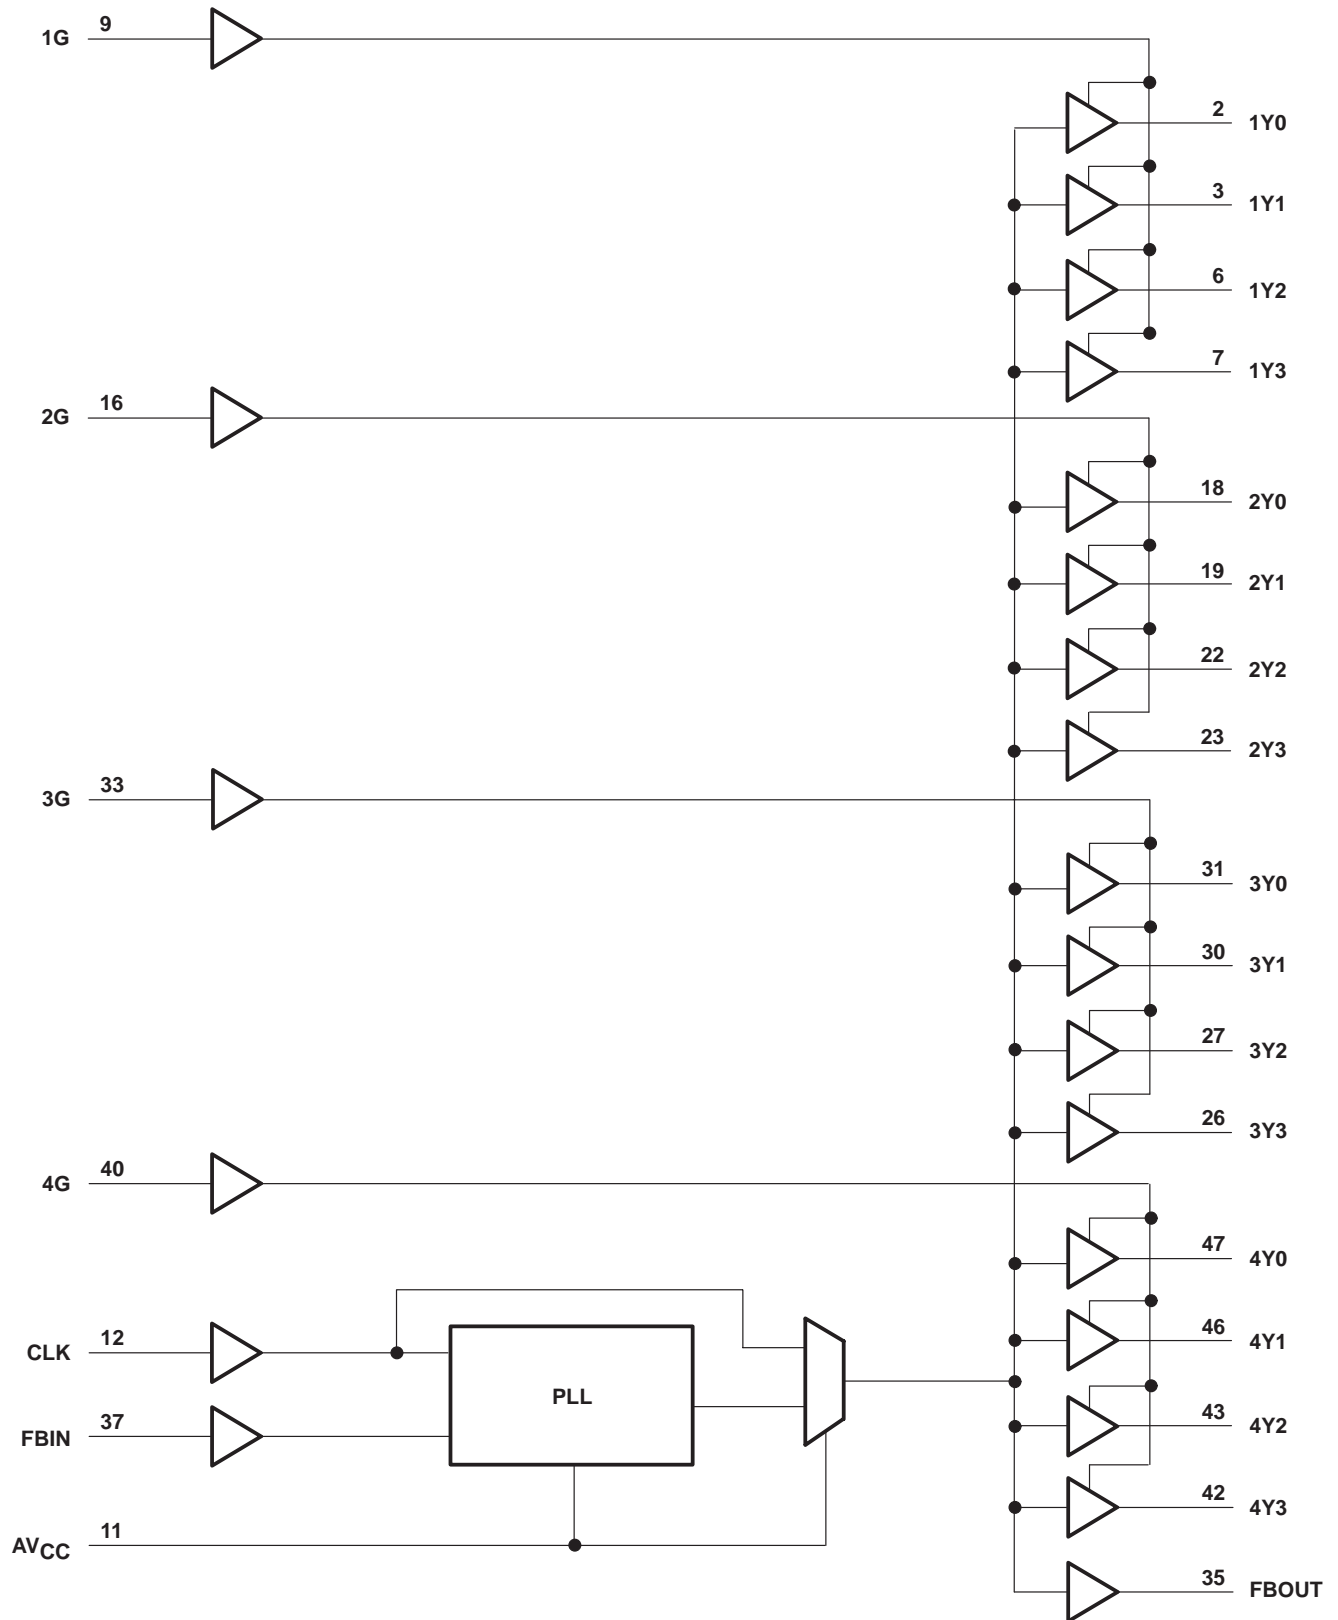 1G 9
2 1Y0
3 1Y1
6 1Y2
7 1Y3
2G 16
18 2Y0
19 2Y1
22 2Y2
23 2Y3
3G 33
31 3Y0
30 3Y1
27 3Y2
26 3Y3
4G 40
47 4Y0
CLK 12
46 4Y1
PLL
FBIN 37
43 4Y2
42 4Y3
AVCC 11
35 FBOUT